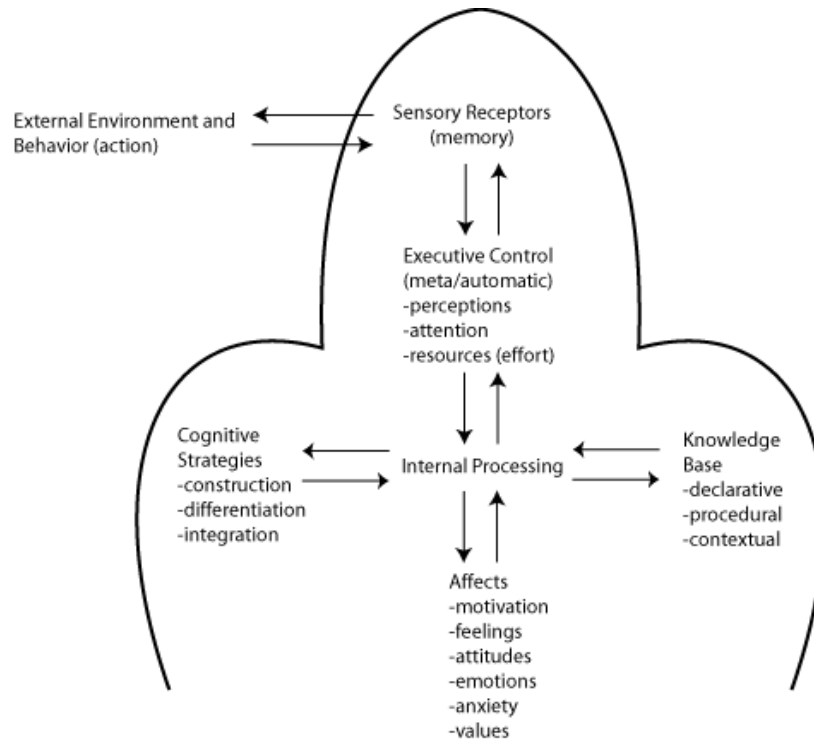 External Environment and
Behavior (action)
Sensory Receptors
(memory)
Executive Control
(meta/automatic)
-perceptions
-attention
-resources (effort)
Cognitive
Strategies
-construction
-differentiation
-integration
Internal Processing
Knowledge
Base
-declarative
-procedural
-contextual
Affects
-motivation
-feelings
-attitudes
-emotions
-anxiety
-values